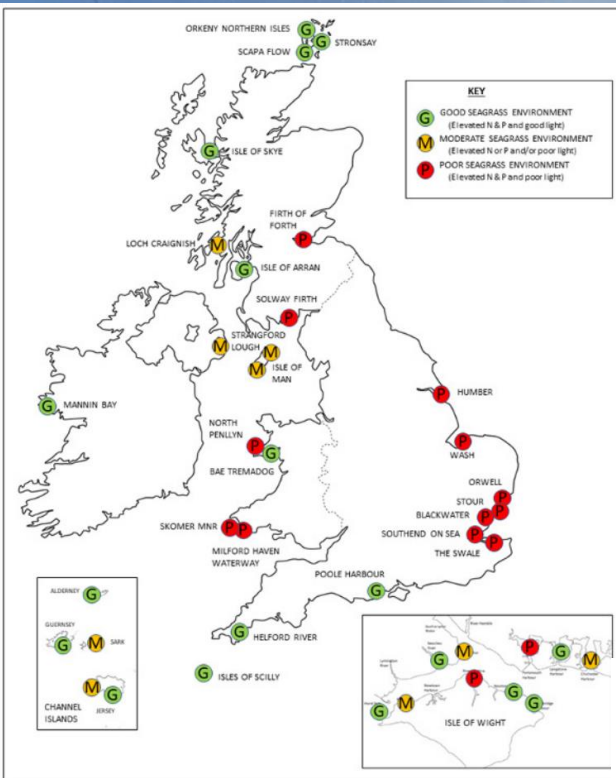 ORKENY NORTHERN ISLES
G
G
STRONSAY
SCAPA FLOW
G
KEY
G
GOOD SEAGRASS ENVIRONMENT
(Elevated N & P and good light)
M
MODERATE SEAGRASS ENVIRONMENT
(Elevated N or P and/or poor light)
P
POOR SEAGRASS ENVIRONMENT
(Elevated N & P and poor light)
G
ISLE OF SKYE
FIRTH OF
FORTH
P
LOCH CRAIGNISH
M
G
ISLE OF ARRAN
SOLWAY FIRTH
P
STRANGFORD
LOUGH
M
M
M
ISLE OF
MAN
P
HUMBER
G
MANNIN BAY
NORTH
PENLLYN
P
G
BAE TREMADOG
P
WASH
ORWELL
P
STOUR
P
BLACKWATER
P
SKOMER MNR
P
P
MILFORD HAVEN
WATERWAY
SOUTHEND ON SEA
P
P
THE SWALE
POOLE HARBOUR
G
G
HELFORD RIVER
G
ISLES OF SCILLY
ALDERNEY
G
GUERNSEY
G
M
SARK
M
G
CHANNEL
ISLANDS
JERSEY
G
M
P
G
M
P
G
G
M
G
ISLE OF WIGHT